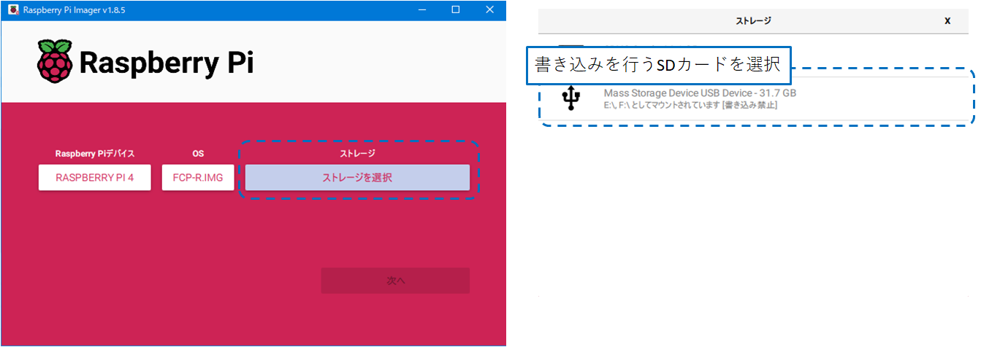 Raspberry Pi Imager v1.8.5
Raspberry Pi
Raspberry Piデバイス
OS
ストレージ
RASPBERRY PI 4
FCP-R.IMG
ストレージを選択
次へ
ストレージ
X
書き込みを行うSDカードを選択
Mass Storage Device USB Device - 31.7 GB
E:\, F:\ としてマウントされています [書き込み禁止]